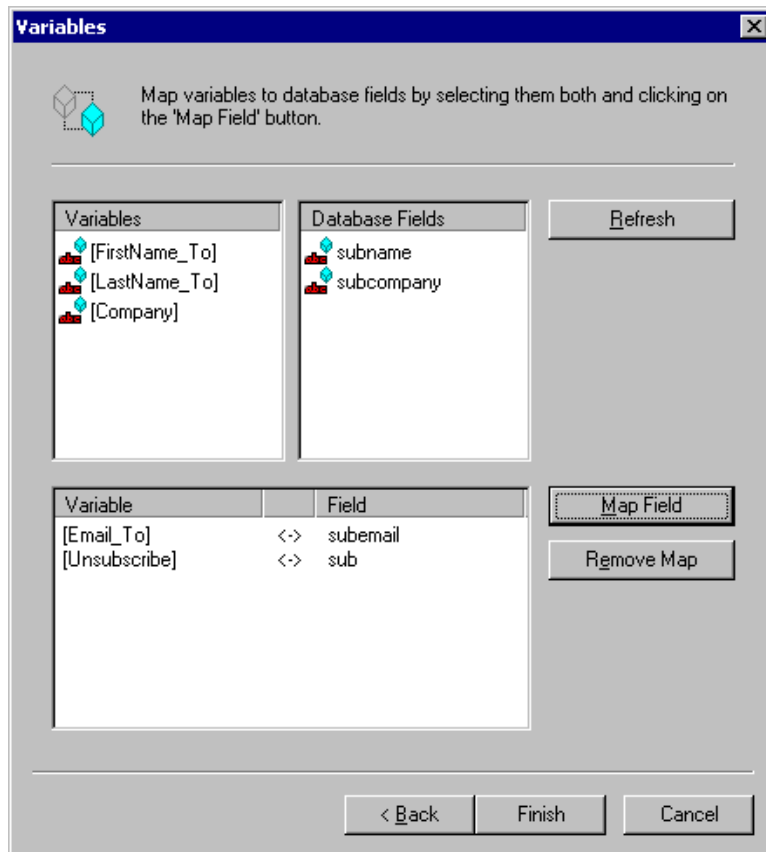 Variables
Map variables to database fields by selecting them both and clicking on
the 'Map Field' button.
Variables
[FirstName_To]
[LastName_To]
[Company]
Database Fields
subname
subcompany
Refresh
Variable Field
[Email_To] <-> subemail
[Unsubscribe] <-> sub
Map Field
Remove Map
< Back
Finish
Cancel